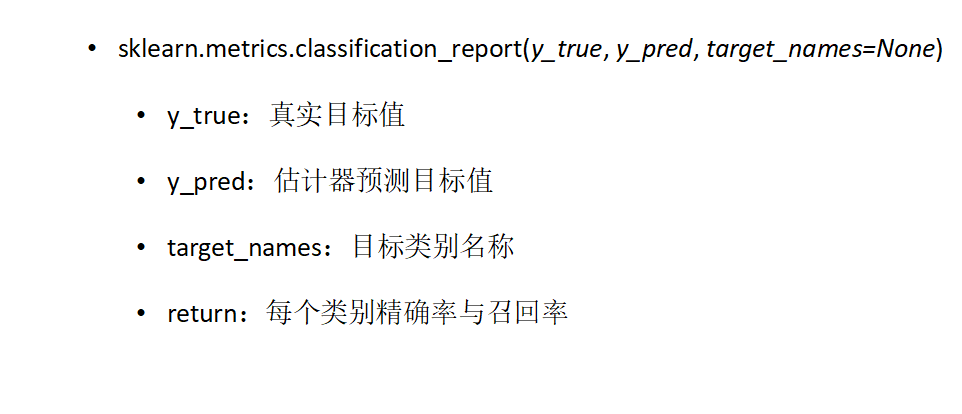 • sklearn.metrics.classification_report(y_true, y_pred, target_names=None)
• y_true：真实目标值
• y_pred：估计器预测目标值
• target_names：目标类别名称
• return：每个类别精确率与召回率